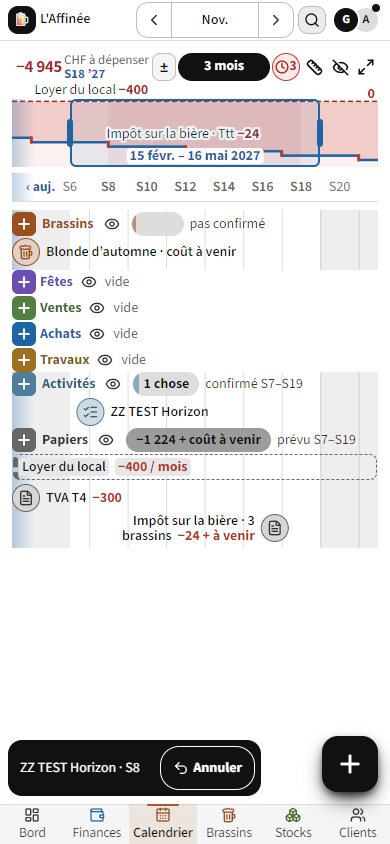 L'Affinée
Nov.
G
A
−4 945 CHF à dépenser
S18 ’27
±
3 mois
3
Loyer du local −400
0
Impôt sur la bière · Ttt −24
15 févr. – 16 mai 2027
‹ auj. S6 S8 S10 S12 S14 S16 S18 S20
Brassins pas confirmé
Blonde d’automne · coût à venir
Fêtes vide
Ventes vide
Achats vide
Travaux vide
Activités 1 chose confirmé S7–S19
ZZ TEST Horizon
Papiers −1 224 + coût à venir prévu S7–S19
Loyer du local −400 / mois
TVA T4 −300
Impôt sur la bière · 3
brassins −24 + à venir
ZZ TEST Horizon · S8 Annuler
Bord Finances Calendrier Brassins Stocks Clients